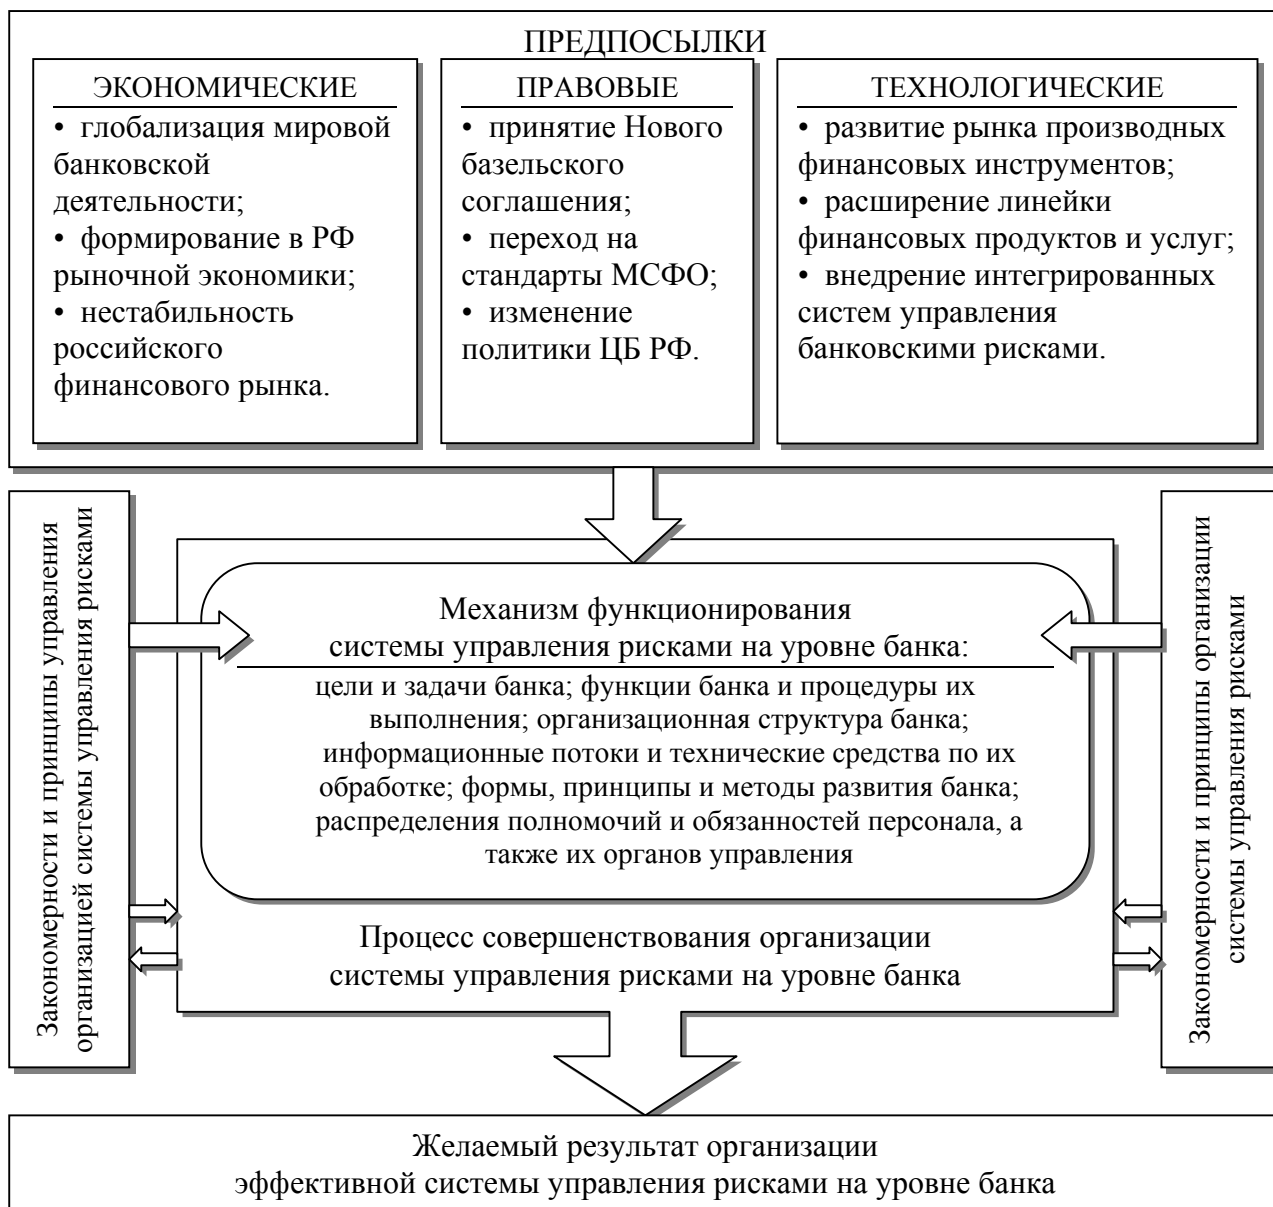 ПРЕДПОСЫЛКИ
ЭКОНОМИЧЕСКИЕ
• глобализация мировой
банковской
деятельности;
• формирование в РФ
рыночной экономики;
• нестабильность
российского
финансового рынка.
ПРАВОВЫЕ
• принятие Нового
базельского
соглашения;
• переход на
стандарты МСФО;
• изменение
политики ЦБ РФ.
ТЕХНОЛОГИЧЕСКИЕ
• развитие рынка производных
финансовых инструментов;
• расширение линейки
финансовых продуктов и услуг;
• внедрение интегрированных
систем управления
банковскими рисками.
Закономерности и принципы управления
организацией системы управления рисками
Механизм функционирования
системы управления рисками на уровне банка:
цели и задачи банка; функции банка и процедуры их
выполнения; организационная структура банка;
информационные потоки и технические средства по их
обработке; формы, принципы и методы развития банка;
распределения полномочий и обязанностей персонала, а
также их органов управления
Процесс совершенствования организации
системы управления рисками на уровне банка
Закономерности и принципы организации
системы управления рисками
Желаемый результат организации
эффективной системы управления рисками на уровне банка